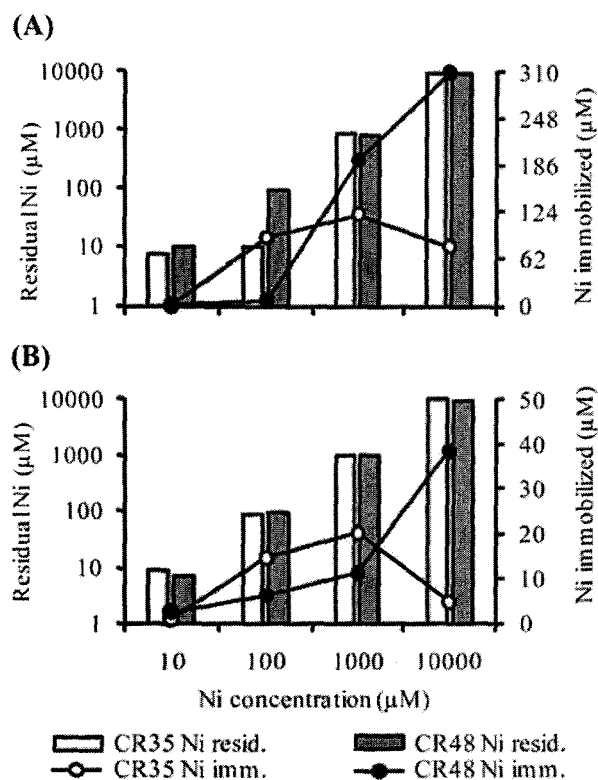 (A)
10000
1000
100
10
1
Residual Ni (µM)
310
248
186
124
62
0
Ni immobilized (µM)
(B)
10000
1000
100
10
1
Residual Ni (µM)
50
40
30
20
10
0
Ni immobilized (µM)
10 100 1000 10000
Ni concentration (µM)
CR35 Ni resid. CR48 Ni resid.
CR35 Ni imm. CR48 Ni imm.